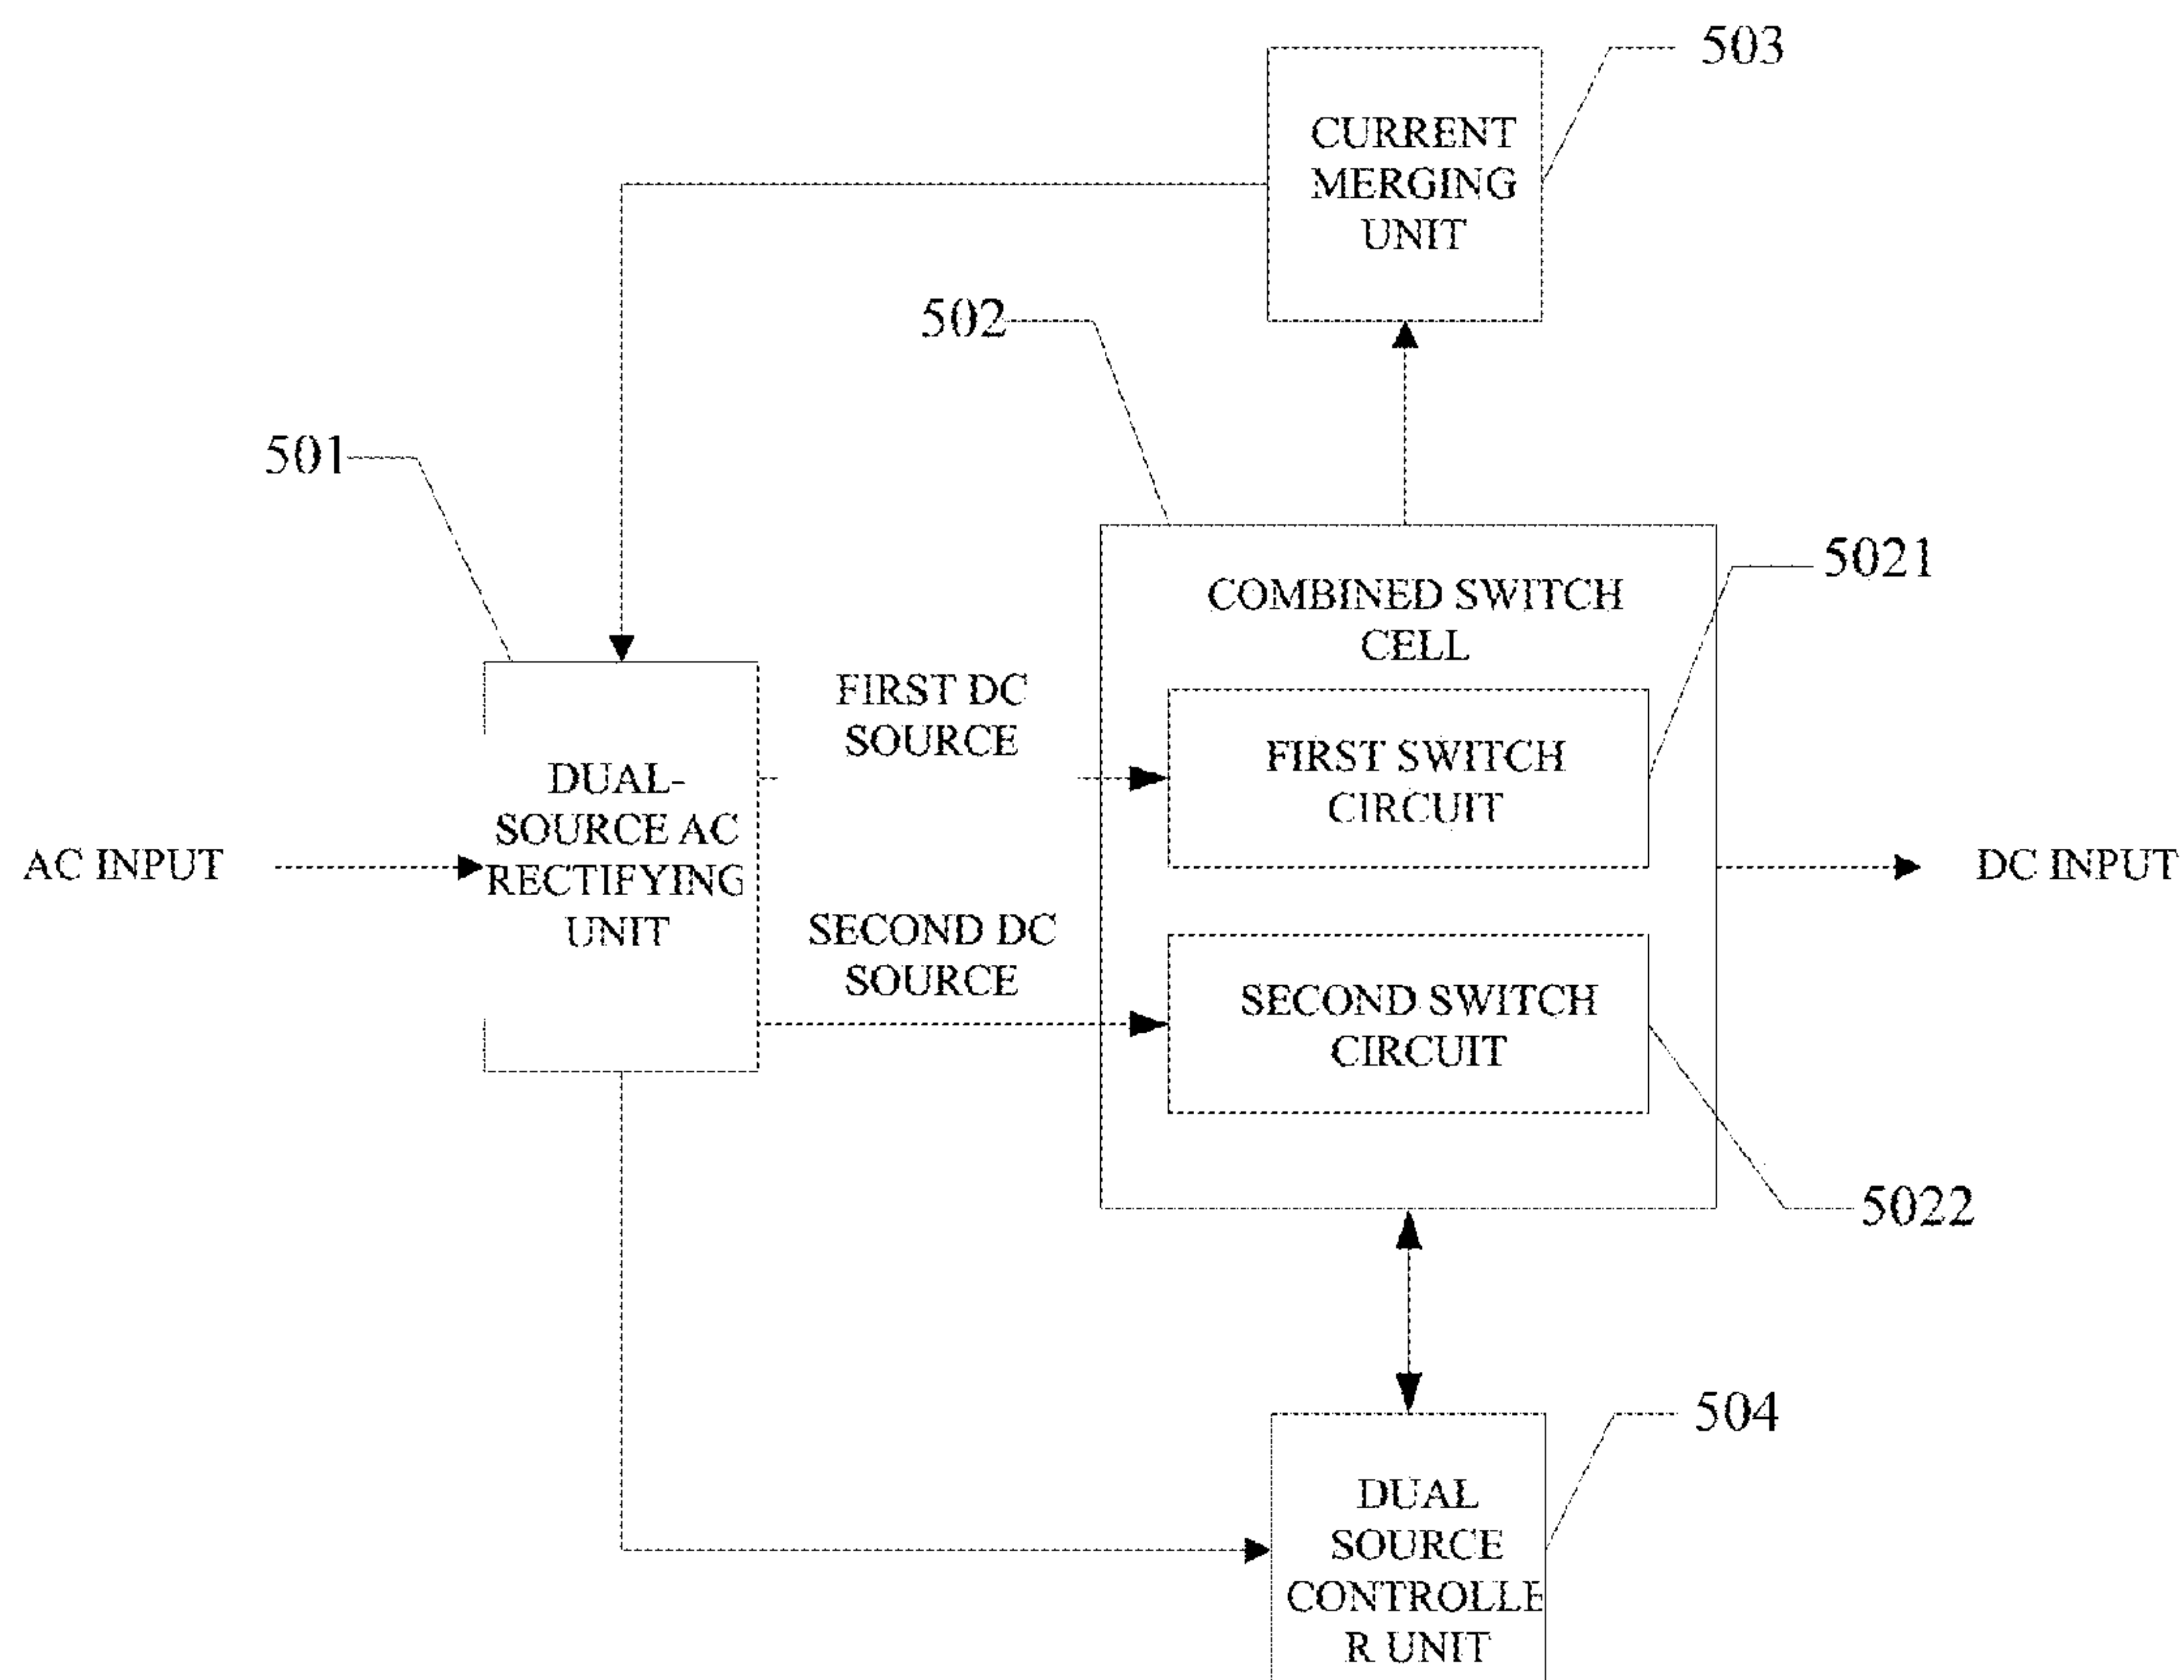 503
CURRENT
MERGING
UNIT
502
501
5021
COMBINED SWITCH
CELL
FIRST DC
SOURCE
FIRST SWITCH
CIRCUIT
DUAL-
SOURCE AC
RECTIFYING
UNIT
AC INPUT
DC INPUT
SECOND DC
SOURCE
SECOND SWITCH
CIRCUIT
5022
504
DUAL
SOURCE
CONTROLLE
R UNIT